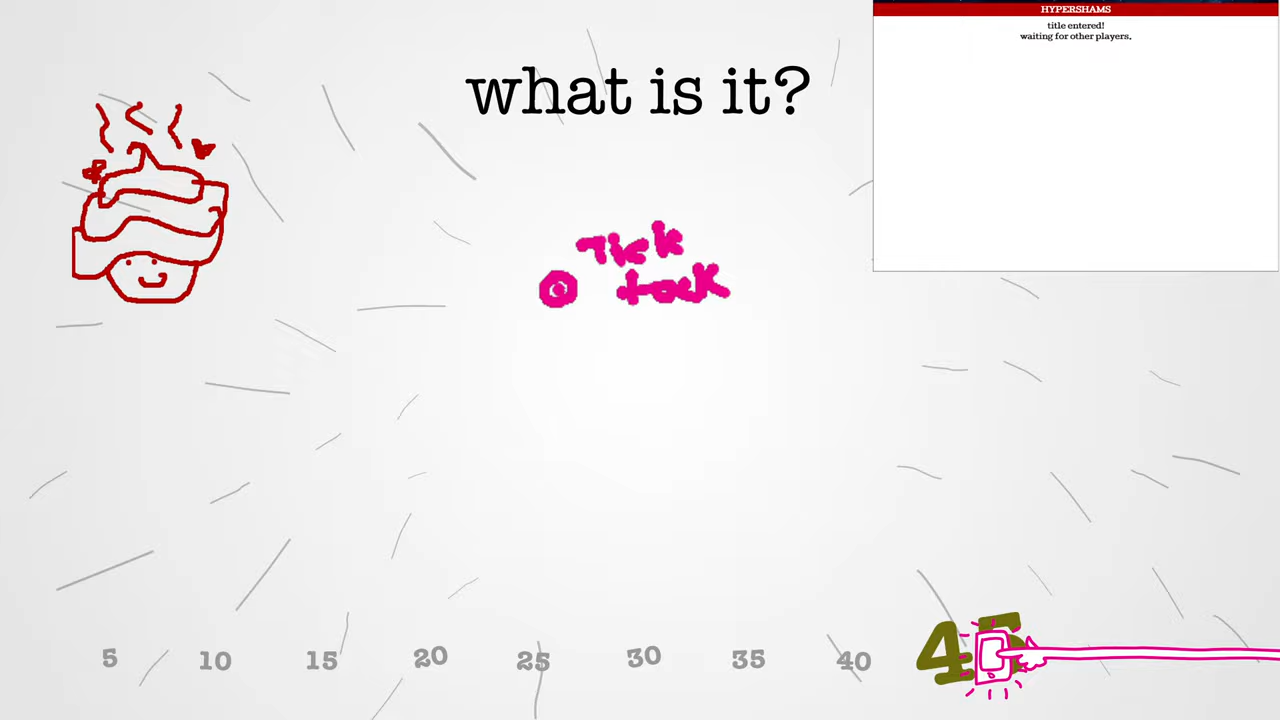 HYPERSHAMS
title entered!
waiting for other players.
what is it?
Tick
tock
5 10 15 20 25 30 35 40 45